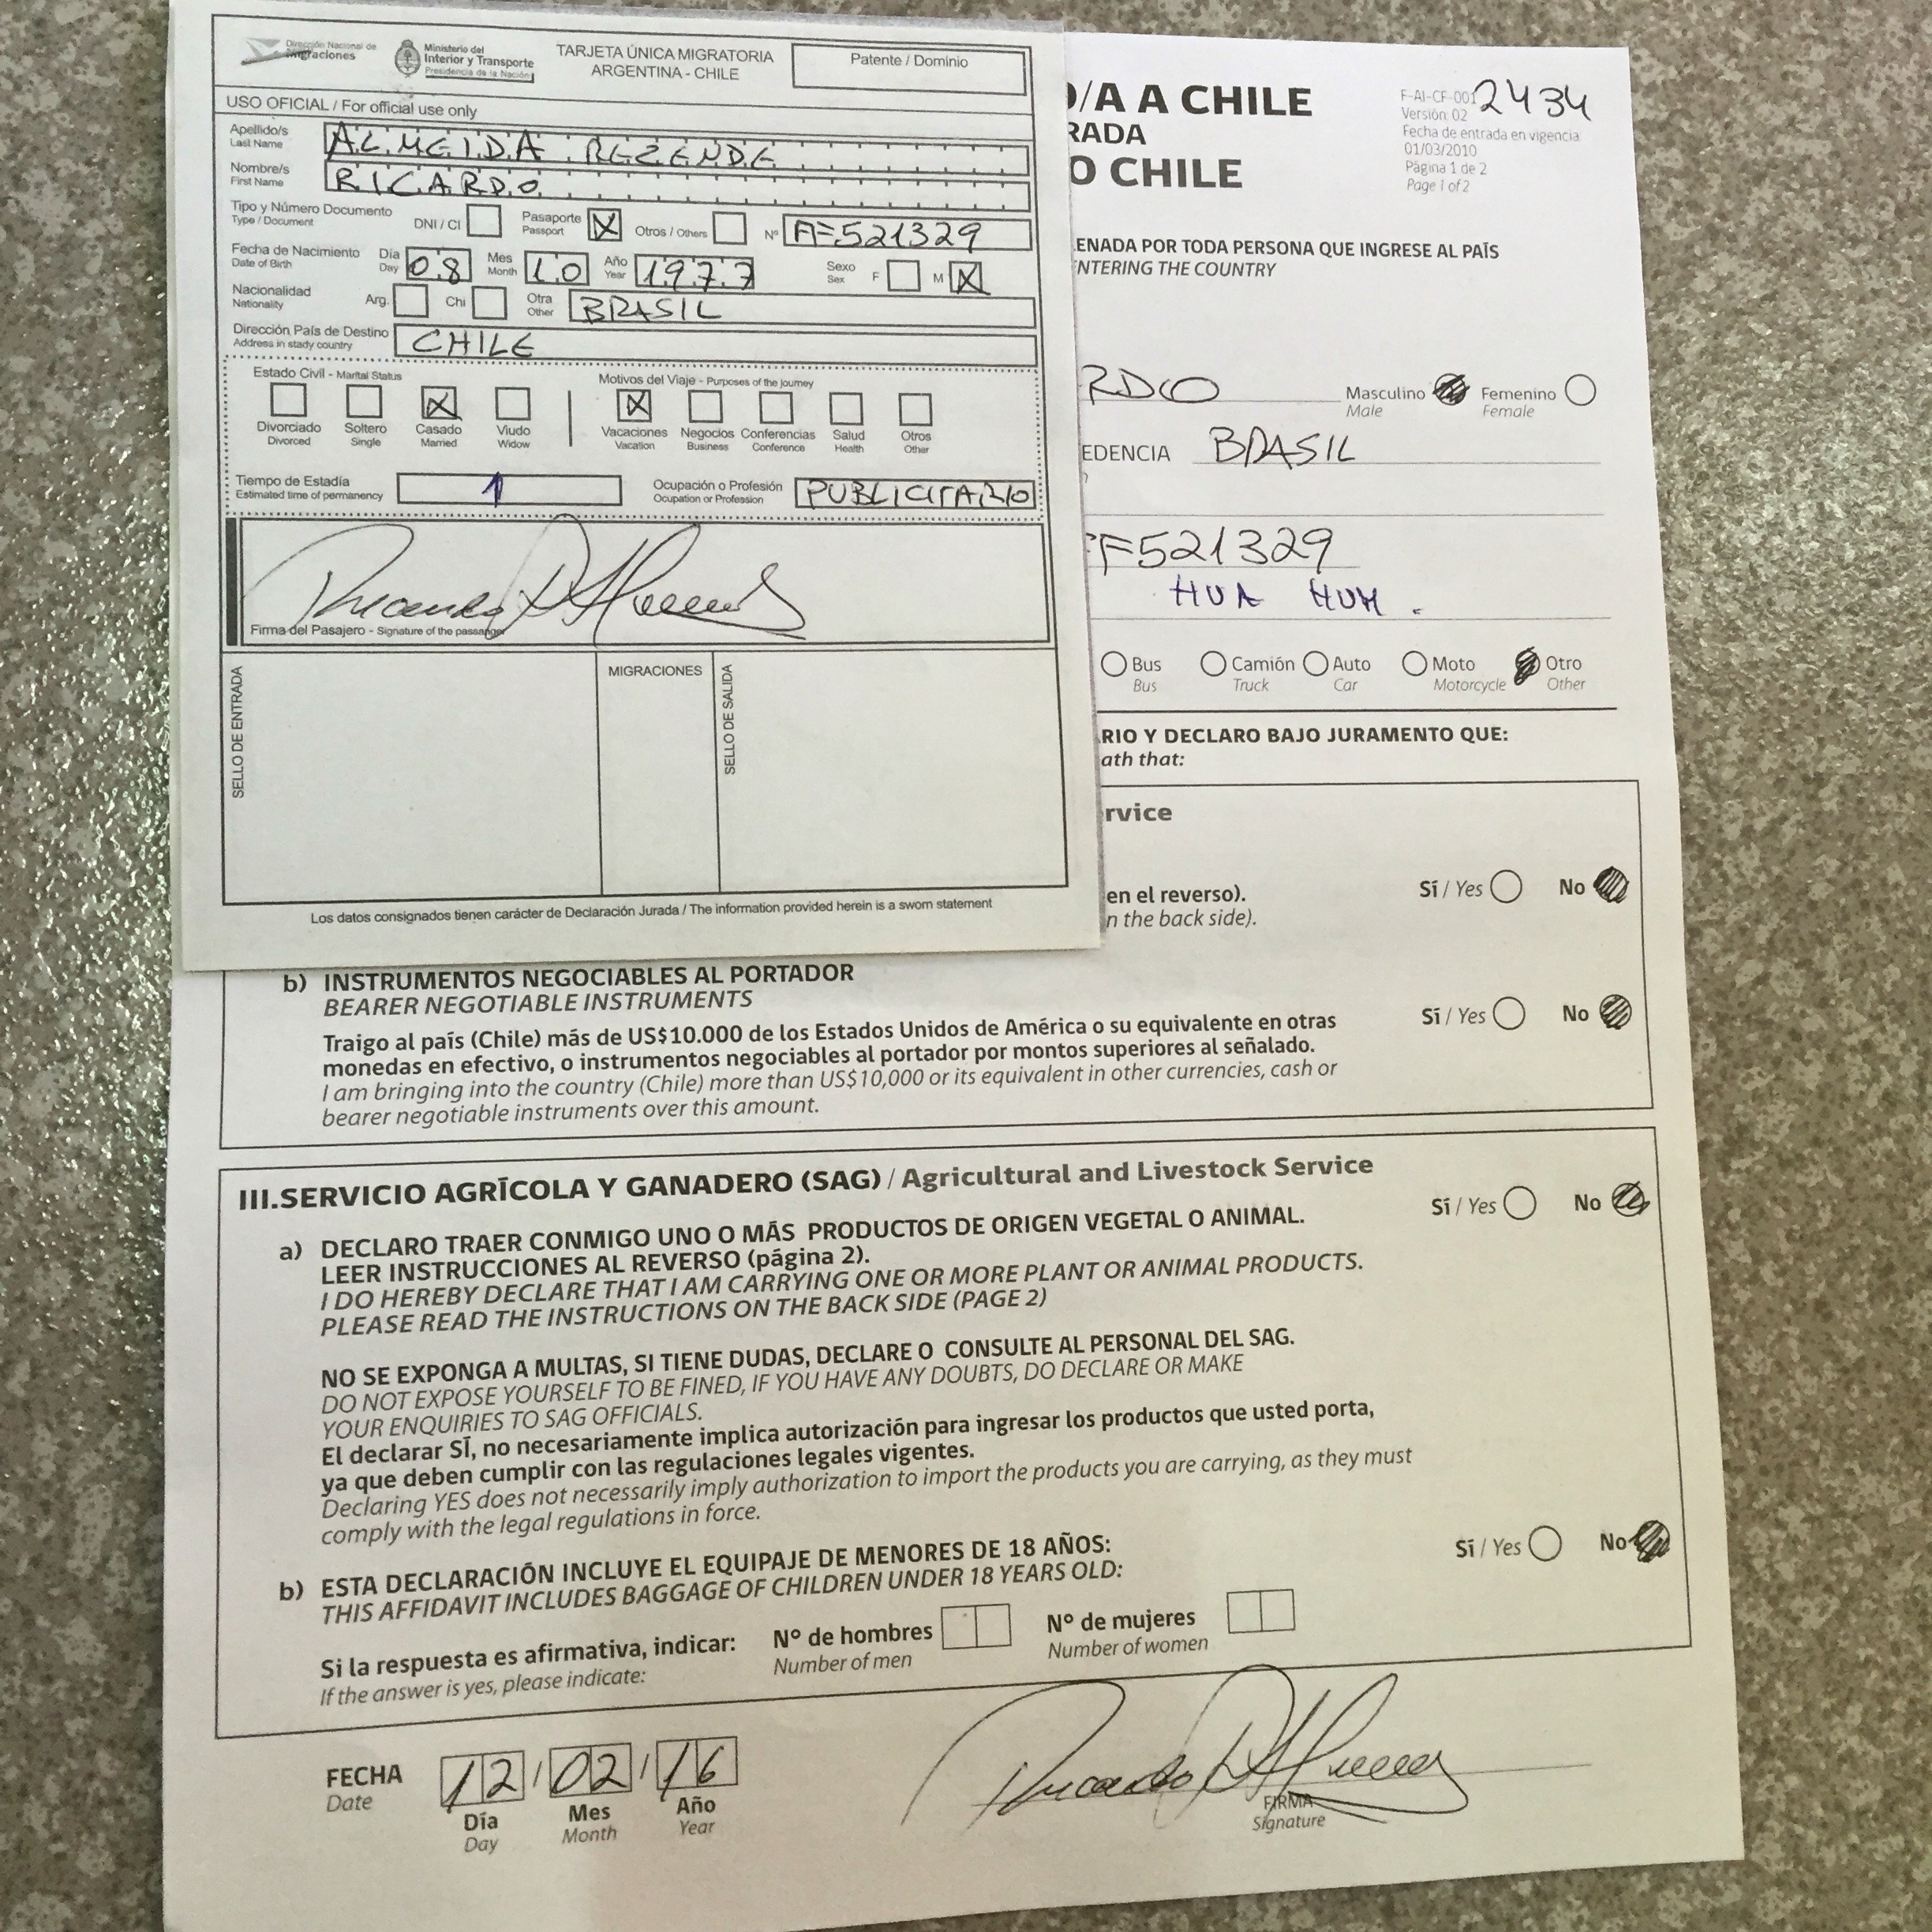 Dirección Nacional de
Migraciones
Ministerio del
Interior y Transporte
Presidencia de la Nación
TARJETA ÚNICA MIGRATORIA
ARGENTINA - CHILE
Patente / Dominio
USO OFICIAL / For official use only
Apellido/s
Last Name
ALMEIDA REZENDE
Nombre/s
First Name
RICARDO
Tipo y Número Documento
Type / Document
DNI / CI
Pasaporte
Passport
X
Otros / Others
Nº
F=521329
Fecha de Nacimiento
Date of Birth
Día
Day
08
Mes
Month
10
Año
Year
1977
Sexo
Sex
F
M
X
Nacionalidad
Nationality
Arg.
Chi
Otra
Other
BRASIL
Dirección País de Destino
Address in stady country
CHILE
Estado Civil - Marital Status
Divorciado
Divorced
Soltero
Single
X
Casado
Married
Viudo
Widow
Motivos del Viaje - Purposes of the journey
X
Vacaciones
Vacation
Negocios
Business
Conferencias
Conference
Salud
Health
Otros
Other
Tiempo de Estadía
Estimated time of permanency
1
Ocupación o Profesión
Ocupation or Profession
PUBLICITARIO
Firma del Pasajero - Signature of the passanger
SELLO DE ENTRADA
MIGRACIONES
SELLO DE SALIDA
Los datos consignados tienen carácter de Declaración Jurada / The information provided herein is a sworn statement
/A A CHILE
RADA
O CHILE
F-AI-CF-001
2434
Versión: 02
Fecha de entrada en vigencia:
01/03/2010
Página 1 de 2
Page 1 of 2
ENADA POR TODA PERSONA QUE INGRESE AL PAÍS
NTERING THE COUNTRY
RDO
Masculino
Male
Femenino
Female
EDENCIA
BRASIL
F521329
HUA HUM.
Bus
Bus
Camión
Truck
Auto
Car
Moto
Motorcycle
Otro
Other
RIO Y DECLARO BAJO JURAMENTO QUE:
ath that:
rvice
en el reverso).
n the back side).
Sí / Yes
No
b) INSTRUMENTOS NEGOCIABLES AL PORTADOR
BEARER NEGOTIABLE INSTRUMENTS
Sí / Yes
No
Traigo al país (Chile) más de US$10.000 de los Estados Unidos de América o su equivalente en otras
monedas en efectivo, o instrumentos negociables al portador por montos superiores al señalado.
I am bringing into the country (Chile) more than US$10,000 or its equivalent in other currencies, cash or
bearer negotiable instruments over this amount.
III.SERVICIO AGRÍCOLA Y GANADERO (SAG) / Agricultural and Livestock Service
Sí / Yes
No
a) DECLARO TRAER CONMIGO UNO O MÁS PRODUCTOS DE ORIGEN VEGETAL O ANIMAL.
LEER INSTRUCCIONES AL REVERSO (página 2).
I DO HEREBY DECLARE THAT I AM CARRYING ONE OR MORE PLANT OR ANIMAL PRODUCTS.
PLEASE READ THE INSTRUCTIONS ON THE BACK SIDE (PAGE 2)
NO SE EXPONGA A MULTAS, SI TIENE DUDAS, DECLARE O CONSULTE AL PERSONAL DEL SAG.
DO NOT EXPOSE YOURSELF TO BE FINED, IF YOU HAVE ANY DOUBTS, DO DECLARE OR MAKE
YOUR ENQUIRIES TO SAG OFFICIALS.
El declarar SÍ, no necesariamente implica autorización para ingresar los productos que usted porta,
ya que deben cumplir con las regulaciones legales vigentes.
Declaring YES does not necessarily imply authorization to import the products you are carrying, as they must
comply with the legal regulations in force.
b) ESTA DECLARACIÓN INCLUYE EL EQUIPAJE DE MENORES DE 18 AÑOS:
THIS AFFIDAVIT INCLUDES BAGGAGE OF CHILDREN UNDER 18 YEARS OLD:
Sí / Yes
No
Si la respuesta es afirmativa, indicar:
If the answer is yes, please indicate:
Nº de hombres
Number of men
Nº de mujeres
Number of women
FECHA
Date
12/02/16
Día
Day
Mes
Month
Año
Year
FIRMA
Signature